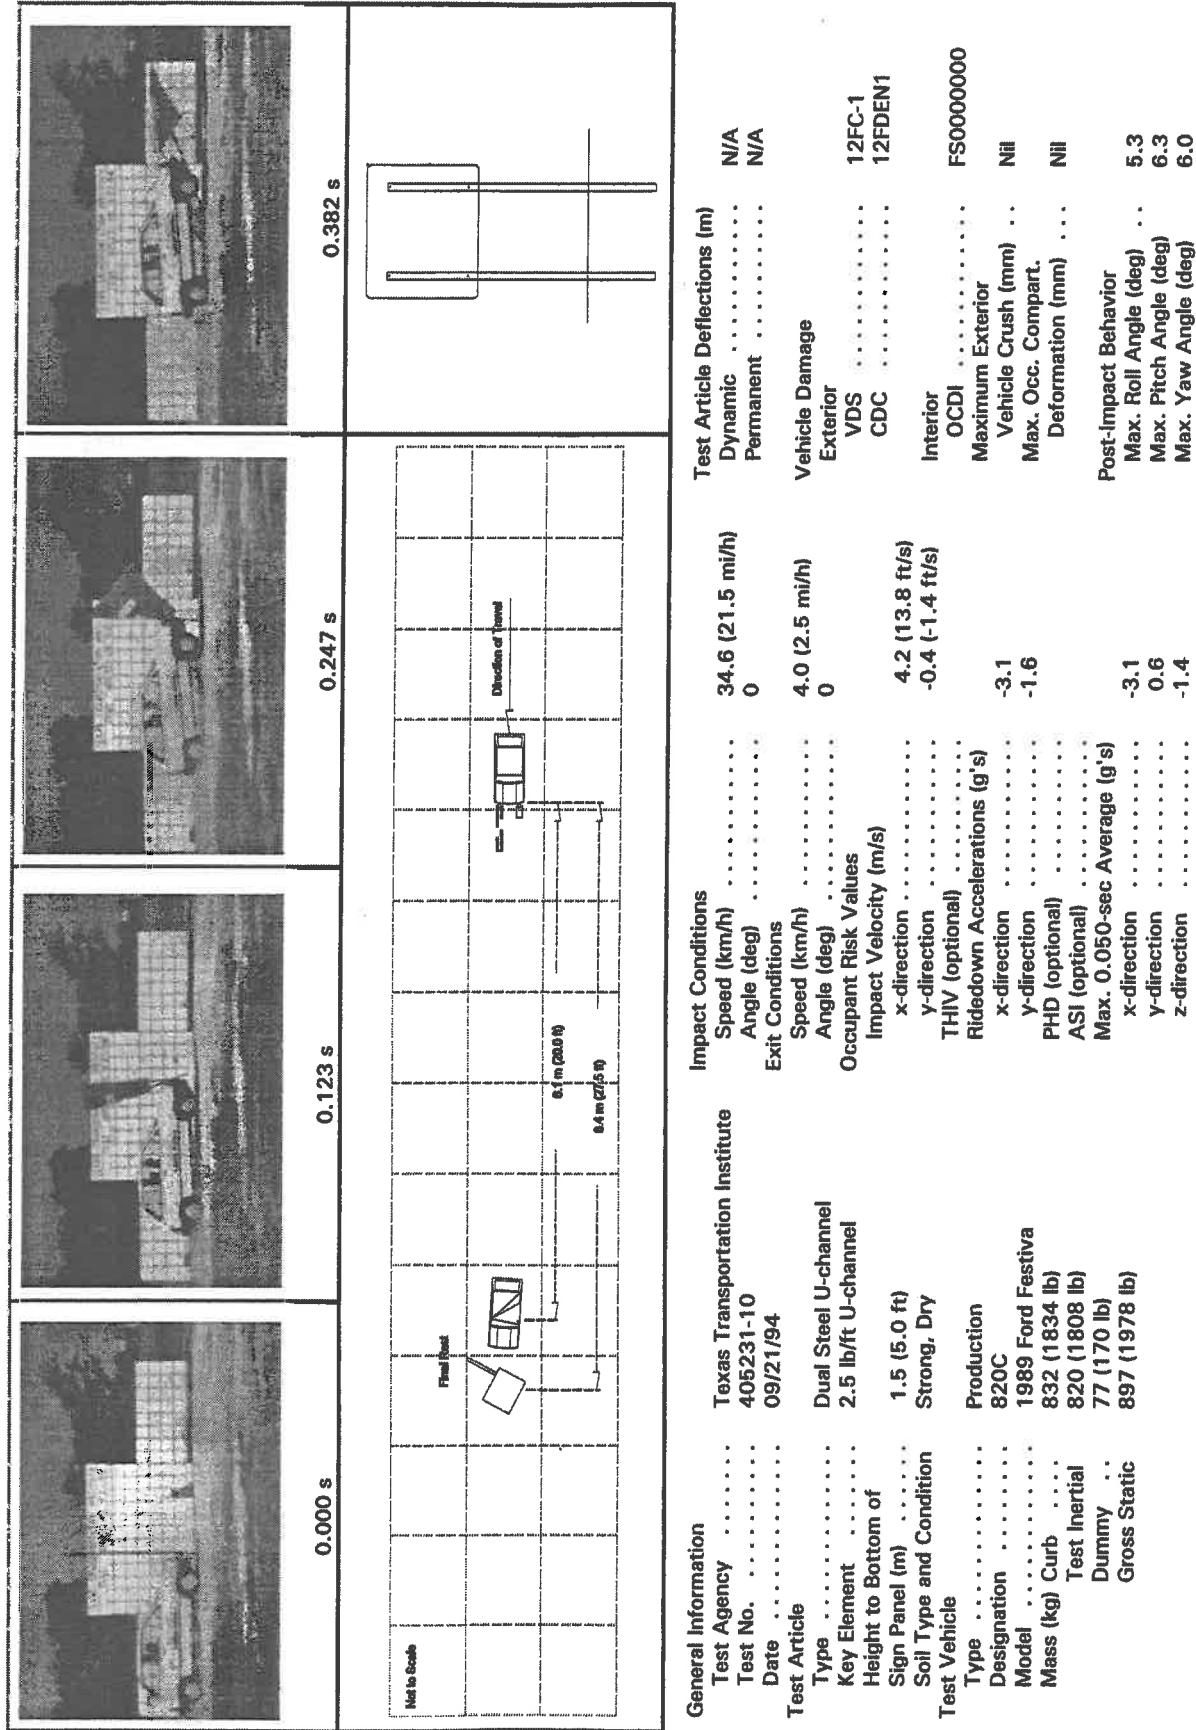 0.000 s
0.123 s
0.247 s
0.382 s
Not to Scale
Final Rest
6.1 m (20.0 ft)
8.4 m (27.5 ft)
Direction of Travel
General Information
Test Agency ...... Texas Transportation Institute
Test No. ......... 405231-10
Date ............. 09/21/94
Test Article
Type ............. Dual Steel U-channel
Key Element ...... 2.5 lb/ft U-channel
Height to Bottom of
Sign Panel (m) ..... 1.5 (5.0 ft)
Soil Type and Condition Strong, Dry
Test Vehicle
Type ............. Production
Designation ....... 820C
Model ............ 1989 Ford Festiva
Mass (kg) Curb .... 832 (1834 lb)
Test Inertial 820 (1808 lb)
Dummy .. 77 (170 lb)
Gross Static 897 (1978 lb)
Impact Conditions
Speed (km/h) ........... 34.6 (21.5 mi/h)
Angle (deg) ............ 0
Exit Conditions
Speed (km/h) ........... 4.0 (2.5 mi/h)
Angle (deg) ............ 0
Occupant Risk Values
Impact Velocity (m/s)
x-direction ............ 4.2 (13.8 ft/s)
y-direction ............ -0.4 (-1.4 ft/s)
THIV (optional) ..........
Ridedown Accelerations (g's)
x-direction ............ -3.1
y-direction ............ -1.6
PHD (optional) ..........
ASI (optional) ..........
Max. 0.050-sec Average (g's)
x-direction .......... -3.1
y-direction .......... 0.6
z-direction .......... -1.4
Test Article Deflections (m)
Dynamic ........... N/A
Permanent ......... N/A
Vehicle Damage
Exterior
VDS ............ 12FC-1
CDC ............ 12FDEN1
Interior
OCDI ........... FS0000000
Maximum Exterior
Vehicle Crush (mm) .. Nil
Max. Occ. Compart.
Deformation (mm) ... Nil
Post-Impact Behavior
Max. Roll Angle (deg) .. 5.3
Max. Pitch Angle (deg) 6.3
Max. Yaw Angle (deg) 6.0